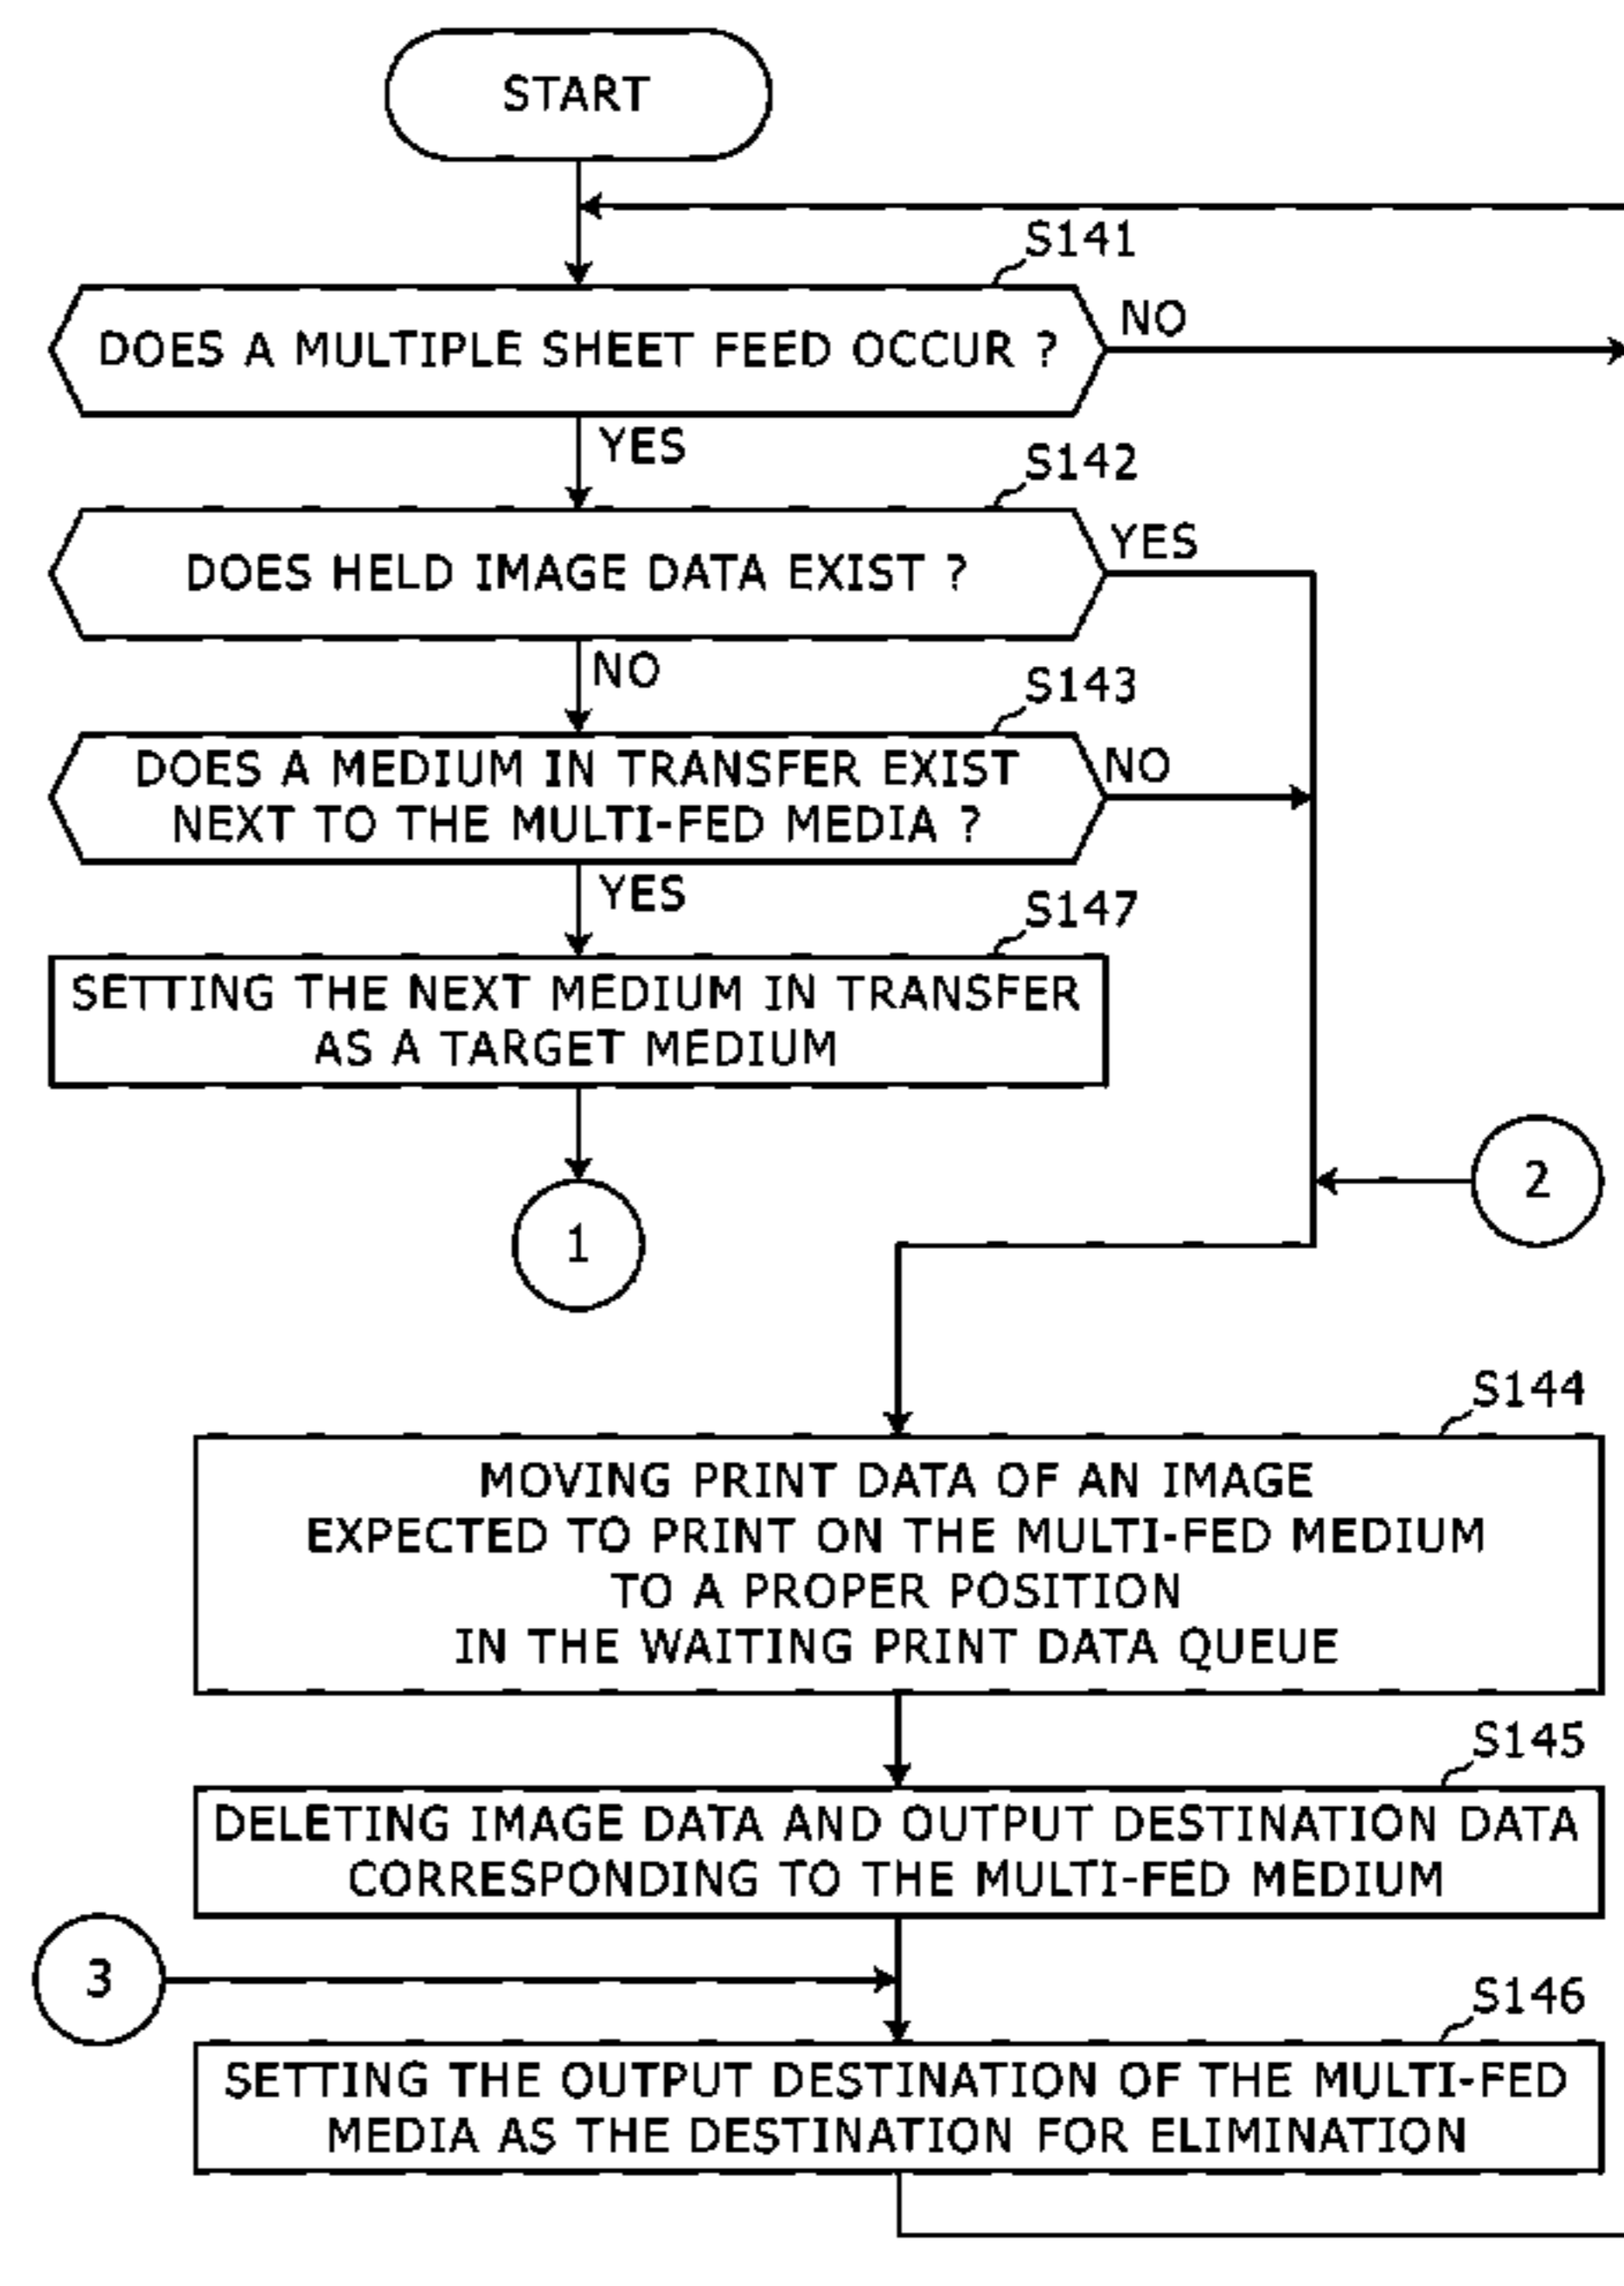 START
S141
DOES A MULTIPLE SHEET FEED OCCUR ?
NO
YES
S142
DOES HELD IMAGE DATA EXIST ?
YES
NO
S143
DOES A MEDIUM IN TRANSFER EXIST
NEXT TO THE MULTI-FED MEDIA ?
NO
YES
S147
SETTING THE NEXT MEDIUM IN TRANSFER
AS A TARGET MEDIUM
1
2
S144
MOVING PRINT DATA OF AN IMAGE
EXPECTED TO PRINT ON THE MULTI-FED MEDIUM
TO A PROPER POSITION
IN THE WAITING PRINT DATA QUEUE
S145
DELETING IMAGE DATA AND OUTPUT DESTINATION DATA
CORRESPONDING TO THE MULTI-FED MEDIUM
3
S146
SETTING THE OUTPUT DESTINATION OF THE MULTI-FED
MEDIA AS THE DESTINATION FOR ELIMINATION